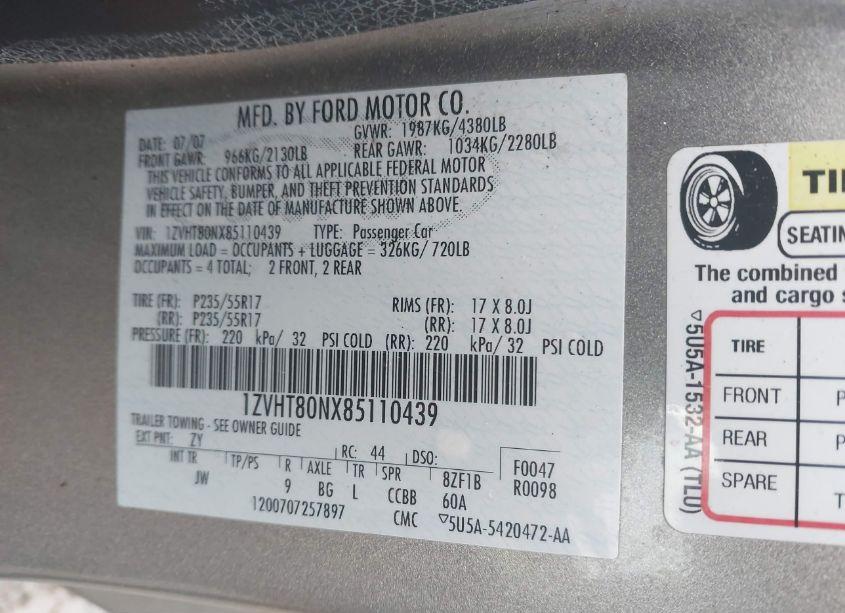 MFD. BY FORD MOTOR CO.
DATE: 07/07 GVWR: 1987KG/4380LB
FRONT GAWR: 966KG/2130LB REAR GAWR: 1034KG/2280LB
THIS VEHICLE CONFORMS TO ALL APPLICABLE FEDERAL MOTOR
VEHICLE SAFETY, BUMPER, AND THEFT PREVENTION STANDARDS
IN EFFECT ON THE DATE OF MANUFACTURE SHOWN ABOVE.
VIN: 1ZVHT80NX85110439 TYPE: Passenger Car
MAXIMUM LOAD = OCCUPANTS + LUGGAGE = 326KG/ 720LB
OCCUPANTS = 4 TOTAL; 2 FRONT, 2 REAR
TIRE (FR): P235/55R17 RIMS (FR): 17 X 8.0J
(RR): P235/55R17 (RR): 17 X 8.0J
PRESSURE (FR): 220 kPa/ 32 PSI COLD (RR): 220 kPa/ 32 PSI COLD
1ZVHT80NX85110439
TRAILER TOWING - SEE OWNER GUIDE
EXT PNT: ZY RC: 44 DSO:
INT TR TP/PS R AXLE TR SPR 8ZF1B F0047
JW 9 BG L CCBB 60A R0098
1200707257897 CMC ▽5U5A-5420472-AA
TI
SEATIN
The combined
and cargo s
TIRE
FRONT P
REAR P
SPARE T
▽5U5A-1532-AA (TLU)